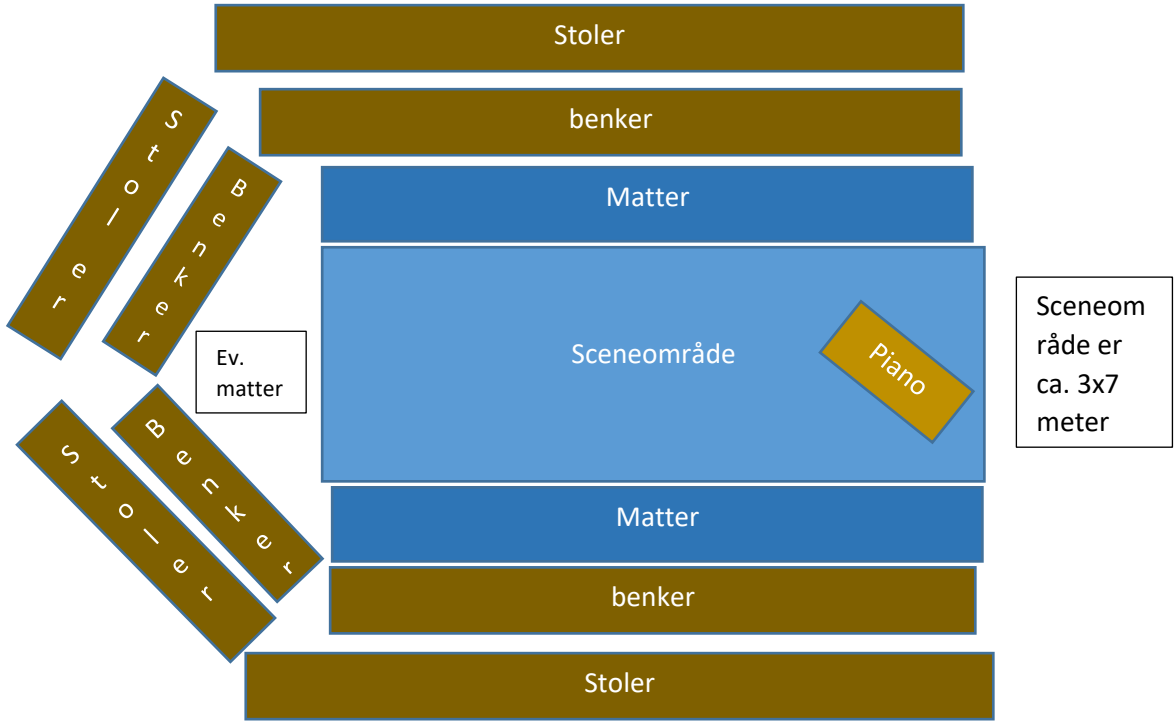 Stoler
benker
Stoler
Benker
Matter
Sceneområde
Piano
Ev.
matter
Sceneom
råde er
ca. 3x7
meter
Benker
Stoler
Matter
benker
Stoler